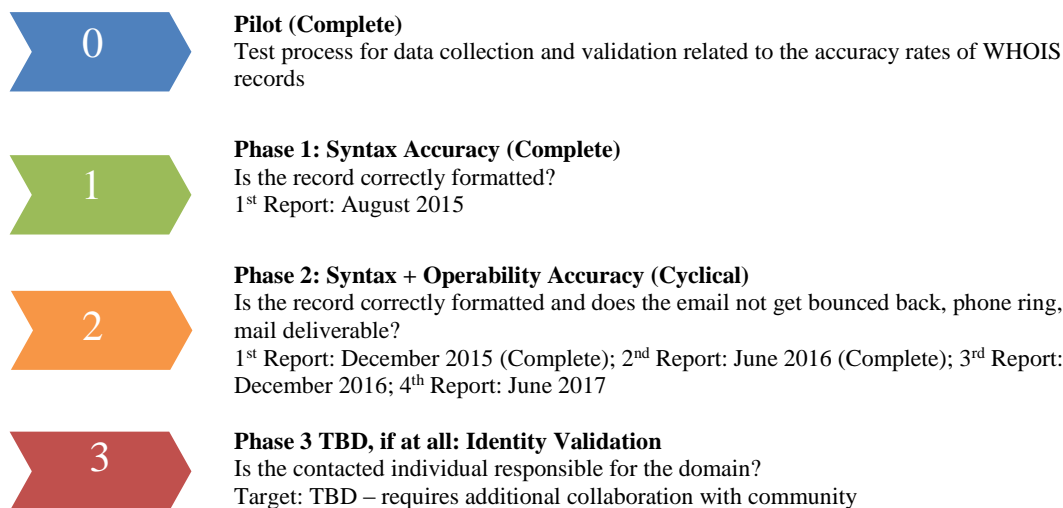 0
Pilot (Complete)
Test process for data collection and validation related to the accuracy rates of WHOIS
records
1
Phase 1: Syntax Accuracy (Complete)
Is the record correctly formatted?
1st Report: August 2015
2
Phase 2: Syntax + Operability Accuracy (Cyclical)
Is the record correctly formatted and does the email not get bounced back, phone ring,
mail deliverable?
1st Report: December 2015 (Complete); 2nd Report: June 2016 (Complete); 3rd Report:
December 2016; 4th Report: June 2017
3
Phase 3 TBD, if at all: Identity Validation
Is the contacted individual responsible for the domain?
Target: TBD – requires additional collaboration with community